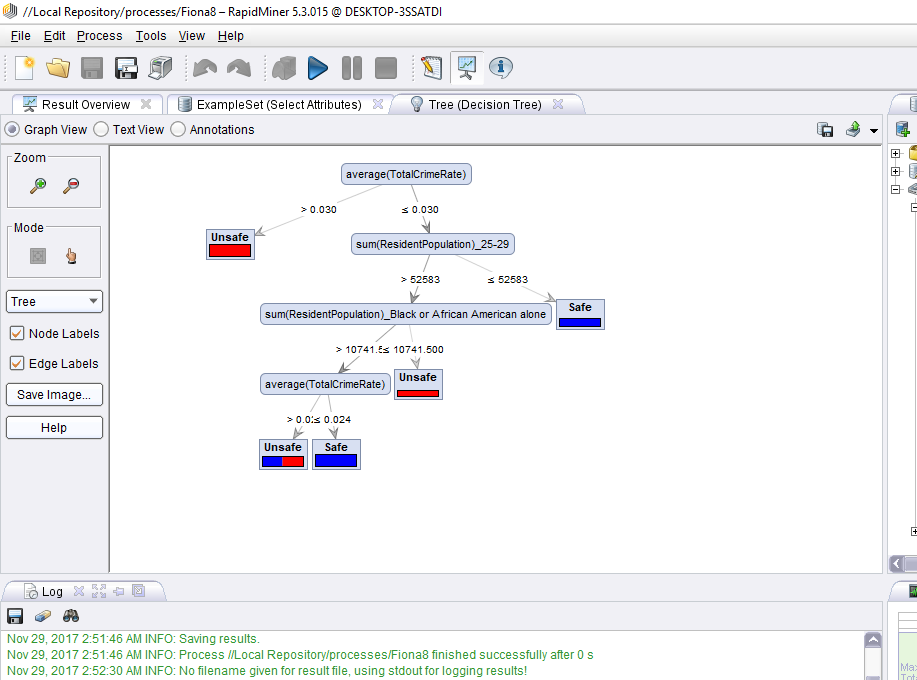 //Local Repository/processes/Fiona8 – RapidMiner 5.3.015 @ DESKTOP-3SSATDI
File Edit Process Tools View Help
Result Overview ExampleSet (Select Attributes) Tree (Decision Tree)
Graph View Text View Annotations
Zoom
Mode
Tree
Node Labels
Edge Labels
Save Image...
Help
average(TotalCrimeRate)
> 0.030 ≤ 0.030
Unsafe
sum(ResidentPopulation)_25-29
> 52583 ≤ 52583
sum(ResidentPopulation)_Black or African American alone
Safe
> 10741.5 ≤ 10741.500
average(TotalCrimeRate)
Unsafe
> 0.02 ≤ 0.024
Unsafe Safe
Log
Nov 29, 2017 2:51:46 AM INFO: Saving results.
Nov 29, 2017 2:51:46 AM INFO: Process //Local Repository/processes/Fiona8 finished successfully after 0 s
Nov 29, 2017 2:52:30 AM INFO: No filename given for result file, using stdout for logging results!